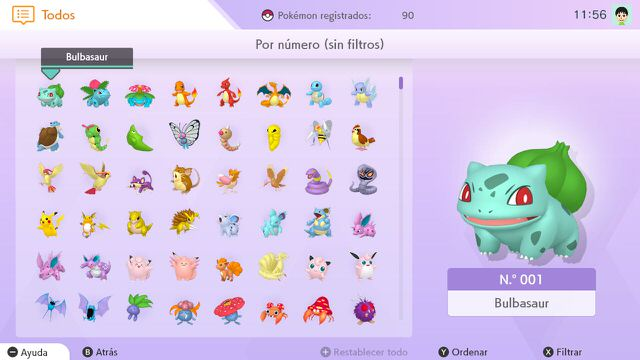 Todos
Pokémon registrados: 90
11:56
Por número (sin filtros)
Bulbasaur
N.° 001
Bulbasaur
Ayuda
B Atrás
Restablecer todo
Y Ordenar
X Filtrar